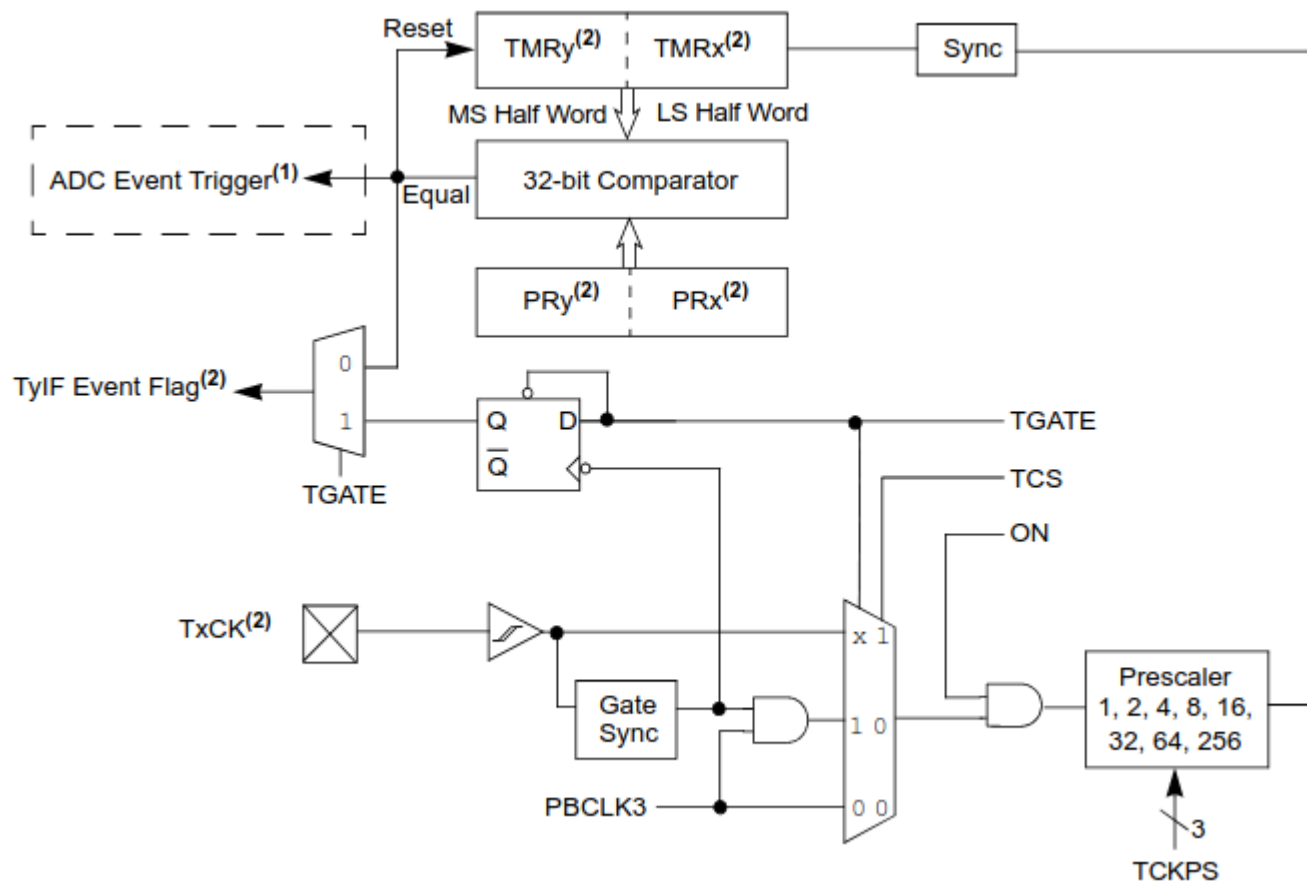 Reset
TMRy(2) TMRx(2)
Sync
MS Half Word LS Half Word
ADC Event Trigger(1)
Equal
32-bit Comparator
PRy(2) PRx(2)
0
TyIF Event Flag(2)
1
Q D
Q̅
TGATE
TGATE
TCS
ON
TxCK(2)
x 1
Gate
Sync
1 0
Prescaler
1, 2, 4, 8, 16,
32, 64, 256
PBCLK3
0 0
3
TCKPS